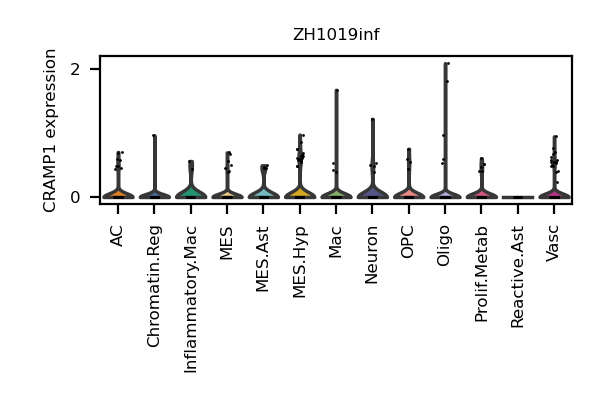 ZH1019inf
CRAMP1 expression
2
0
AC
Chromatin.Reg
Inflammatory.Mac
MES
MES.Ast
MES.Hyp
Mac
Neuron
OPC
Oligo
Prolif.Metab
Reactive.Ast
Vasc